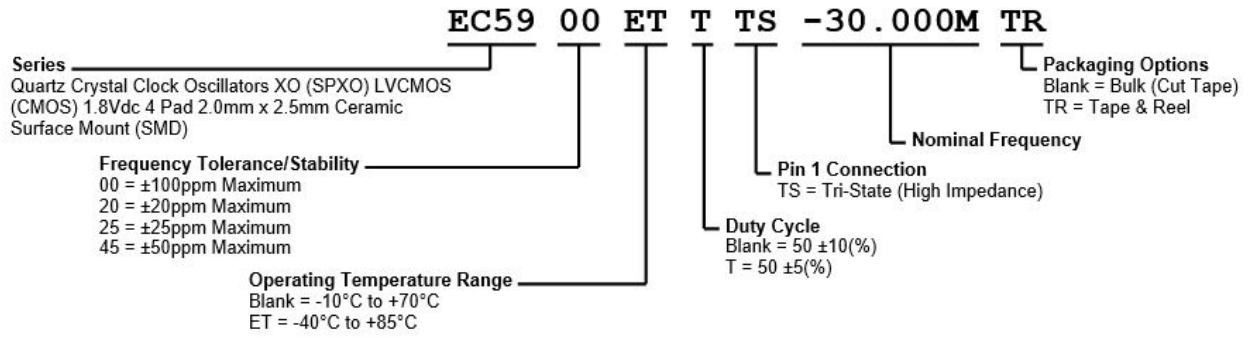 EC59 00 ET T TS -30.000M TR
Series
Quartz Crystal Clock Oscillators XO (SPXO) LVCMOS
(CMOS) 1.8Vdc 4 Pad 2.0mm x 2.5mm Ceramic
Surface Mount (SMD)
Frequency Tolerance/Stability
00 = ±100ppm Maximum
20 = ±20ppm Maximum
25 = ±25ppm Maximum
45 = ±50ppm Maximum
Operating Temperature Range
Blank = -10°C to +70°C
ET = -40°C to +85°C
Packaging Options
Blank = Bulk (Cut Tape)
TR = Tape & Reel
Nominal Frequency
Pin 1 Connection
TS = Tri-State (High Impedance)
Duty Cycle
Blank = 50 ±10(%)
T = 50 ±5(%)